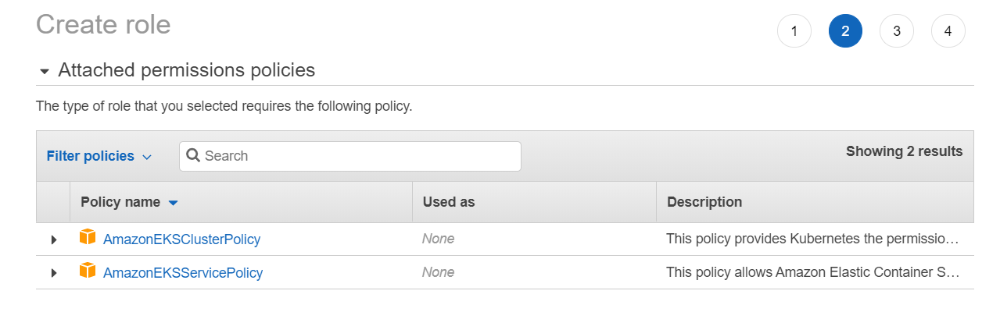 Create role
1 2 3 4
Attached permissions policies
The type of role that you selected requires the following policy.
Filter policies Search Showing 2 results
Policy name Used as Description
AmazonEKSClusterPolicy None This policy provides Kubernetes the permissio…
AmazonEKSServicePolicy None This policy allows Amazon Elastic Container S…